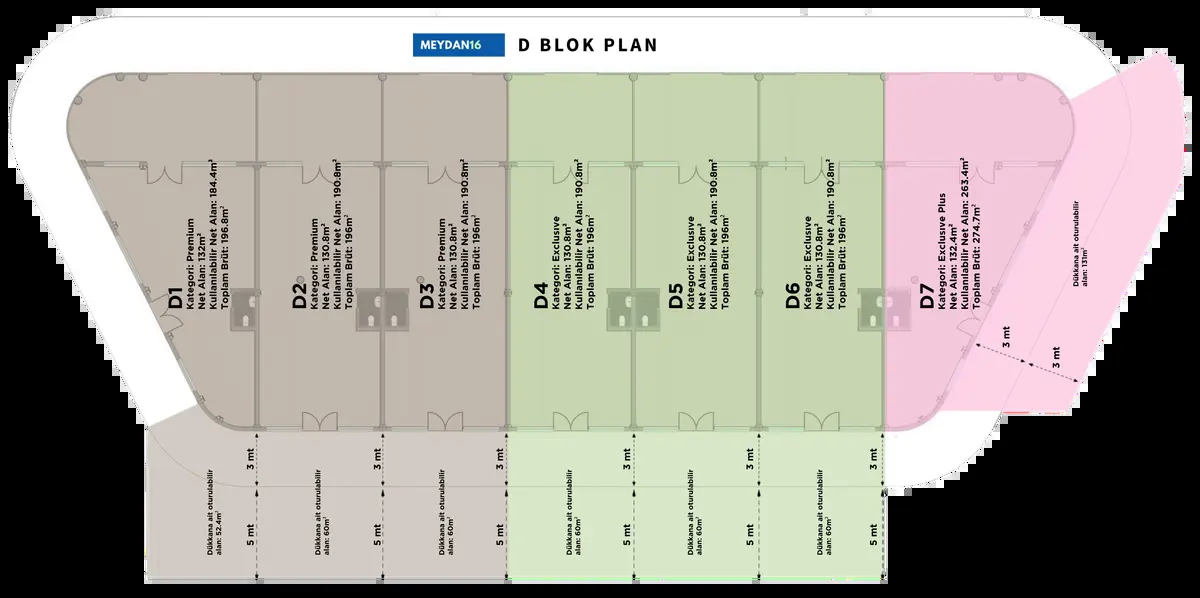 MEYDAN16
D BLOK PLAN
D1
Kategori: Premium
Net Alan: 132m²
Kullanılabilir Net Alan: 184.4m²
Toplam Brüt: 196.8m²
D2
Kategori: Premium
Net Alan: 130.8m²
Kullanılabilir Net Alan: 190.8m²
Toplam Brüt: 196m²
D3
Kategori: Premium
Net Alan: 130.8m²
Kullanılabilir Net Alan: 190.8m²
Toplam Brüt: 196m²
D4
Kategori: Exclusıve
Net Alan: 130.8m²
Kullanılabilir Net Alan: 190.8m²
Toplam Brüt: 196m²
D5
Kategori: Exclusıve
Net Alan: 130.8m²
Kullanılabilir Net Alan: 190.8m²
Toplam Brüt: 196m²
D6
Kategori: Exclusıve
Net Alan: 130.8m²
Kullanılabilir Net Alan: 190.8m²
Toplam Brüt: 196m²
D7
Kategori: Exclusıve Plus
Net Alan: 132.4m²
Kullanılabilir Net Alan: 263.4m²
Toplam Brüt: 274.7m²
Dükkana ait oturulabilir
alan: 131m²
3 mt
3 mt
3 mt
3 mt
3 mt
3 mt
3 mt
3 mt
Dükkana ait oturulabilir
alan: 52.4m²
5 mt
Dükkana ait oturulabilir
alan: 60m²
5 mt
Dükkana ait oturulabilir
alan: 60m²
5 mt
Dükkana ait oturulabilir
alan: 60m²
5 mt
Dükkana ait oturulabilir
alan: 60m²
5 mt
Dükkana ait oturulabilir
alan: 60m²
5 mt